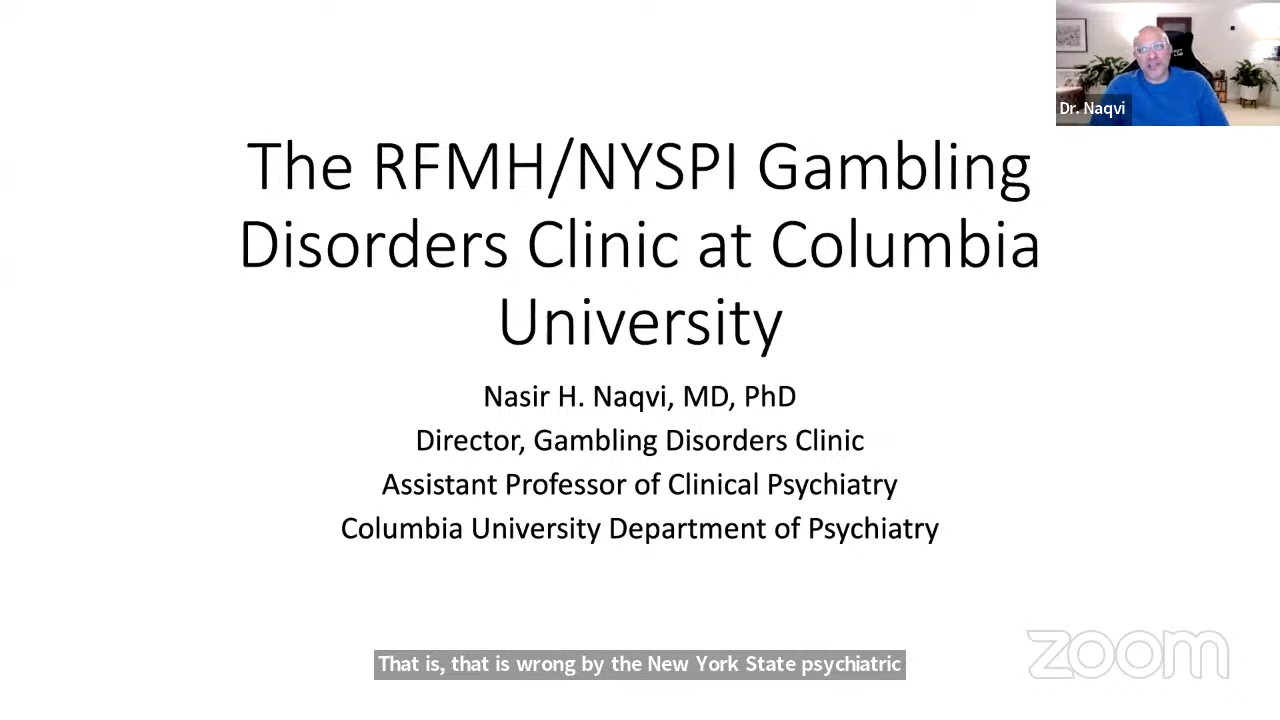 Dr. Naqvi
The RFMH/NYSPI Gambling
Disorders Clinic at Columbia
University
Nasir H. Naqvi, MD, PhD
Director, Gambling Disorders Clinic
Assistant Professor of Clinical Psychiatry
Columbia University Department of Psychiatry
That is, that is wrong by the New York State psychiatric
zoom